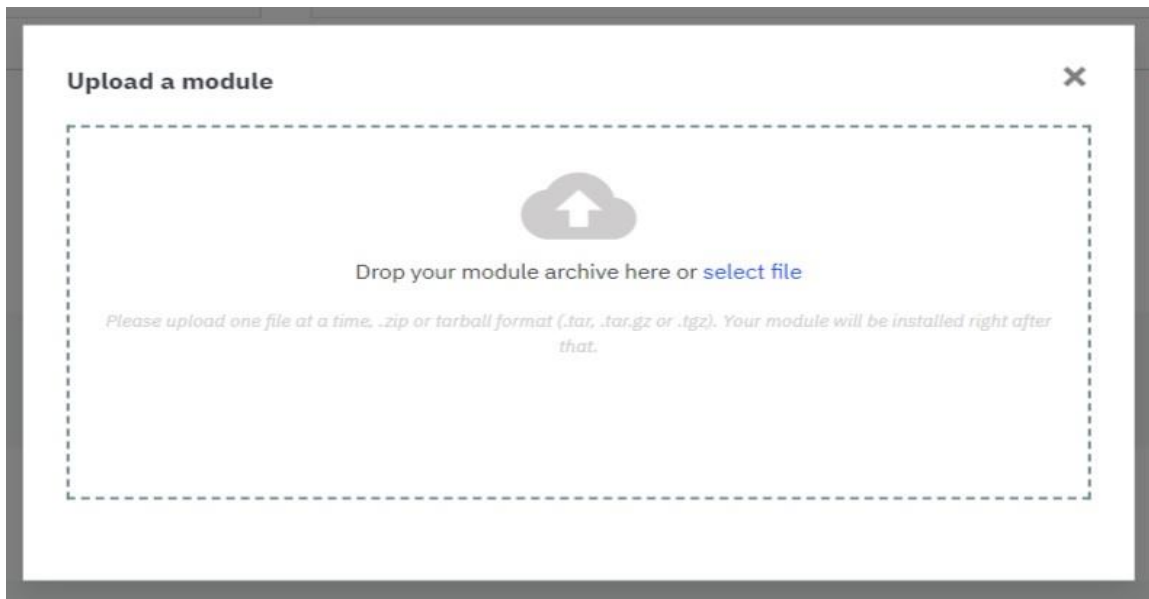 Upload a module
Drop your module archive here or select file
Please upload one file at a time, .zip or tarball format (.tar, .tar.gz or .tgz). Your module will be installed right after
that.